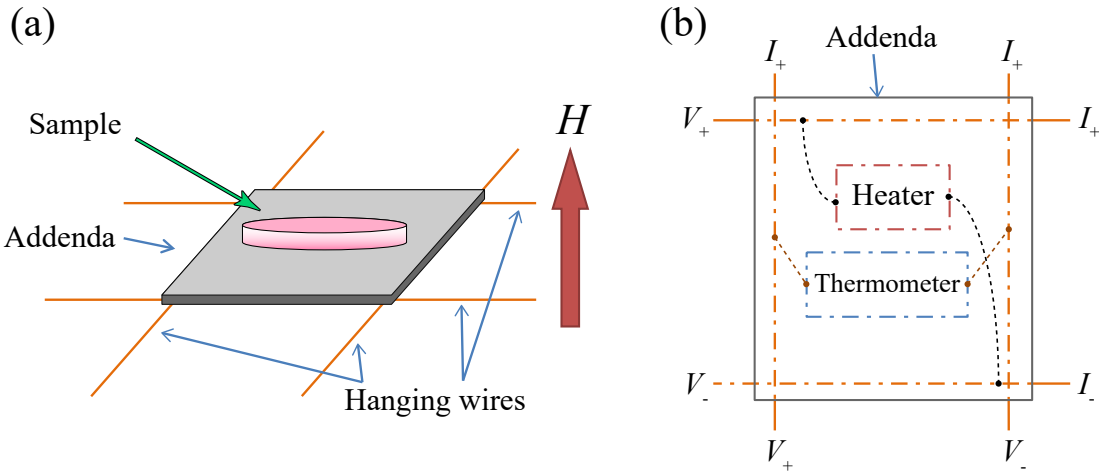 (a)
Sample
Addenda
Hanging wires
H
(b)
Addenda
I₊ I₊
V₊ I₊
Heater
Thermometer
V₋ I₋
V₊ V₋